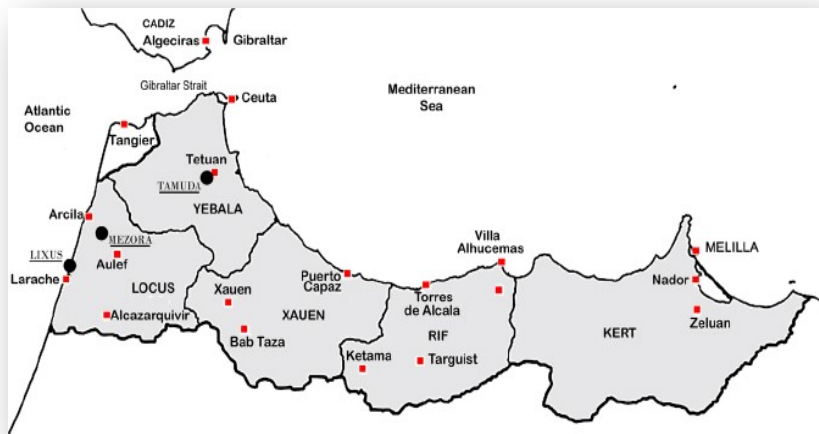 CADIZ
Algeciras
Gibraltar
Gibraltar Strait
Ceuta
Mediterranean
Sea
Atlantic
Ocean
Tangier
Tetuan
TAMUDA
YEBALA
Arcila
MEZORA
LIXUS
Aulef
Larache
LOCUS
Alcazarquivir
Xauen
XAUEN
Bab Taza
Puerto
Capaz
Villa
Alhucemas
Torres
de Alcala
RIF
Ketama
Targuist
KERT
MELILLA
Nador
Zeluan